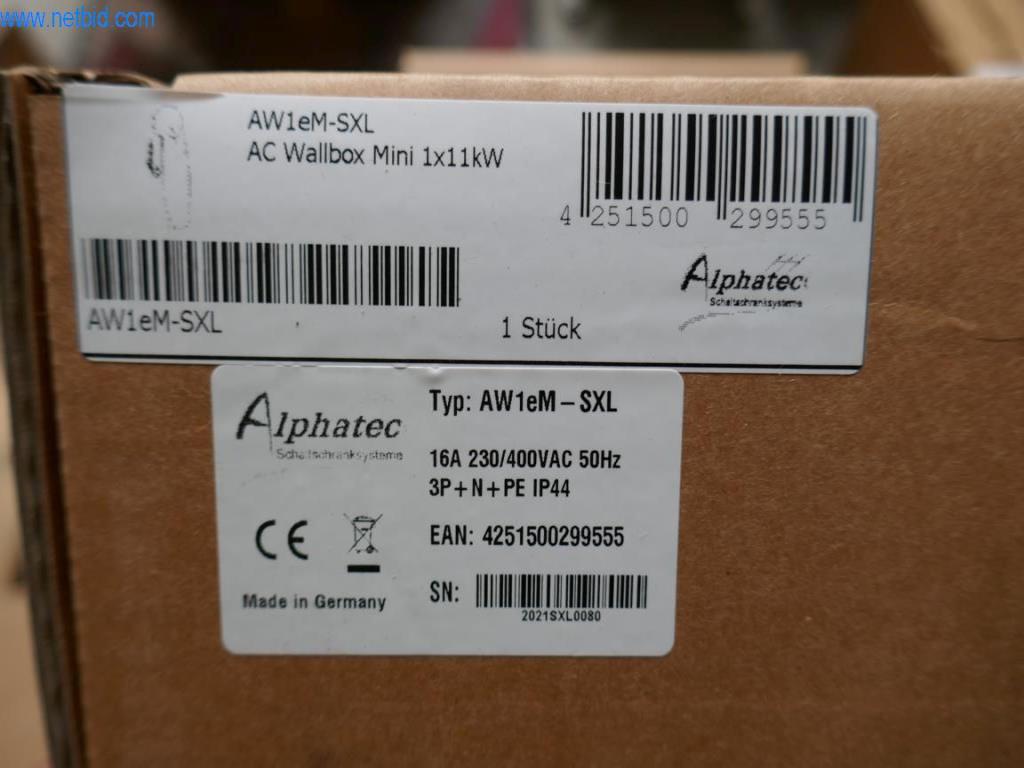 www.netbid.com
AW1eM-SXL
AC Wallbox Mini 1x11kW
4 251500 299555
Alphatec
Schaltschranksysteme
AW1eM-SXL
1 Stück
Alphatec
Schaltschranksysteme
Typ: AW1eM – SXL
16A 230/400VAC 50Hz
3P+N+PE IP44
CE
EAN: 4251500299555
Made in Germany
SN:
2021SXL0080